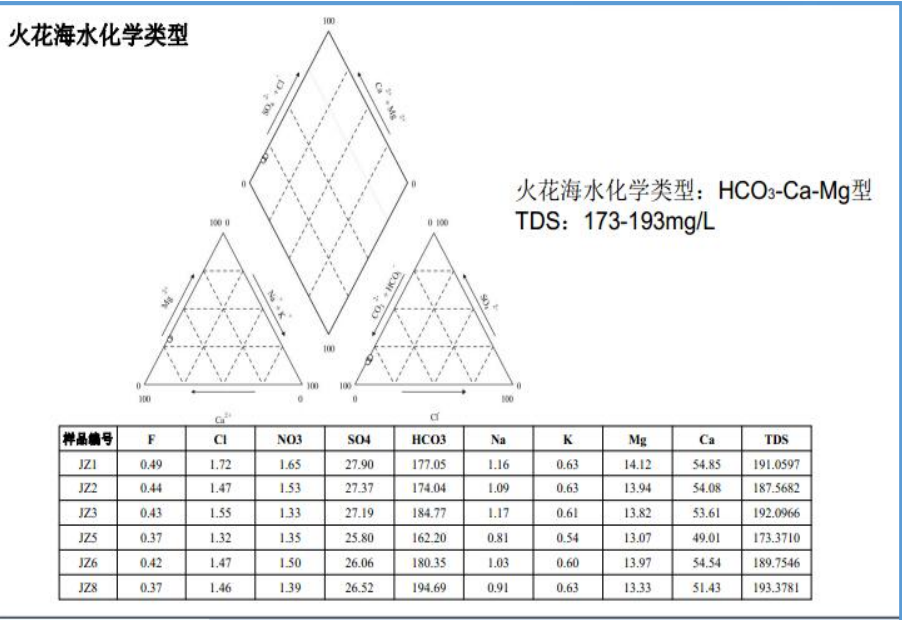 火花海水化学类型
100
SO₄²⁻ + Cl⁻
Ca²⁺ + Mg²⁺
0
0
火花海水化学类型：HCO₃-Ca-Mg型
TDS：173-193mg/L
100 0
0 100
Mg²⁺
Na⁺ + K⁺
CO₃²⁻ + HCO₃⁻
SO₄²⁻
100
0
100
100
0
100
0
0
100
Ca²⁺
Cl⁻
样品编号 F Cl NO3 SO4 HCO3 Na K Mg Ca TDS
JZ1 0.49 1.72 1.65 27.90 177.05 1.16 0.63 14.12 54.85 191.0597
JZ2 0.44 1.47 1.53 27.37 174.04 1.09 0.63 13.94 54.08 187.5682
JZ3 0.43 1.55 1.33 27.19 184.77 1.17 0.61 13.82 53.61 192.0966
JZ5 0.37 1.32 1.35 25.80 162.20 0.81 0.54 13.07 49.01 173.3710
JZ6 0.42 1.47 1.50 26.06 180.35 1.03 0.60 13.97 54.54 189.7546
JZ8 0.37 1.46 1.39 26.52 194.69 0.91 0.63 13.33 51.43 193.3781